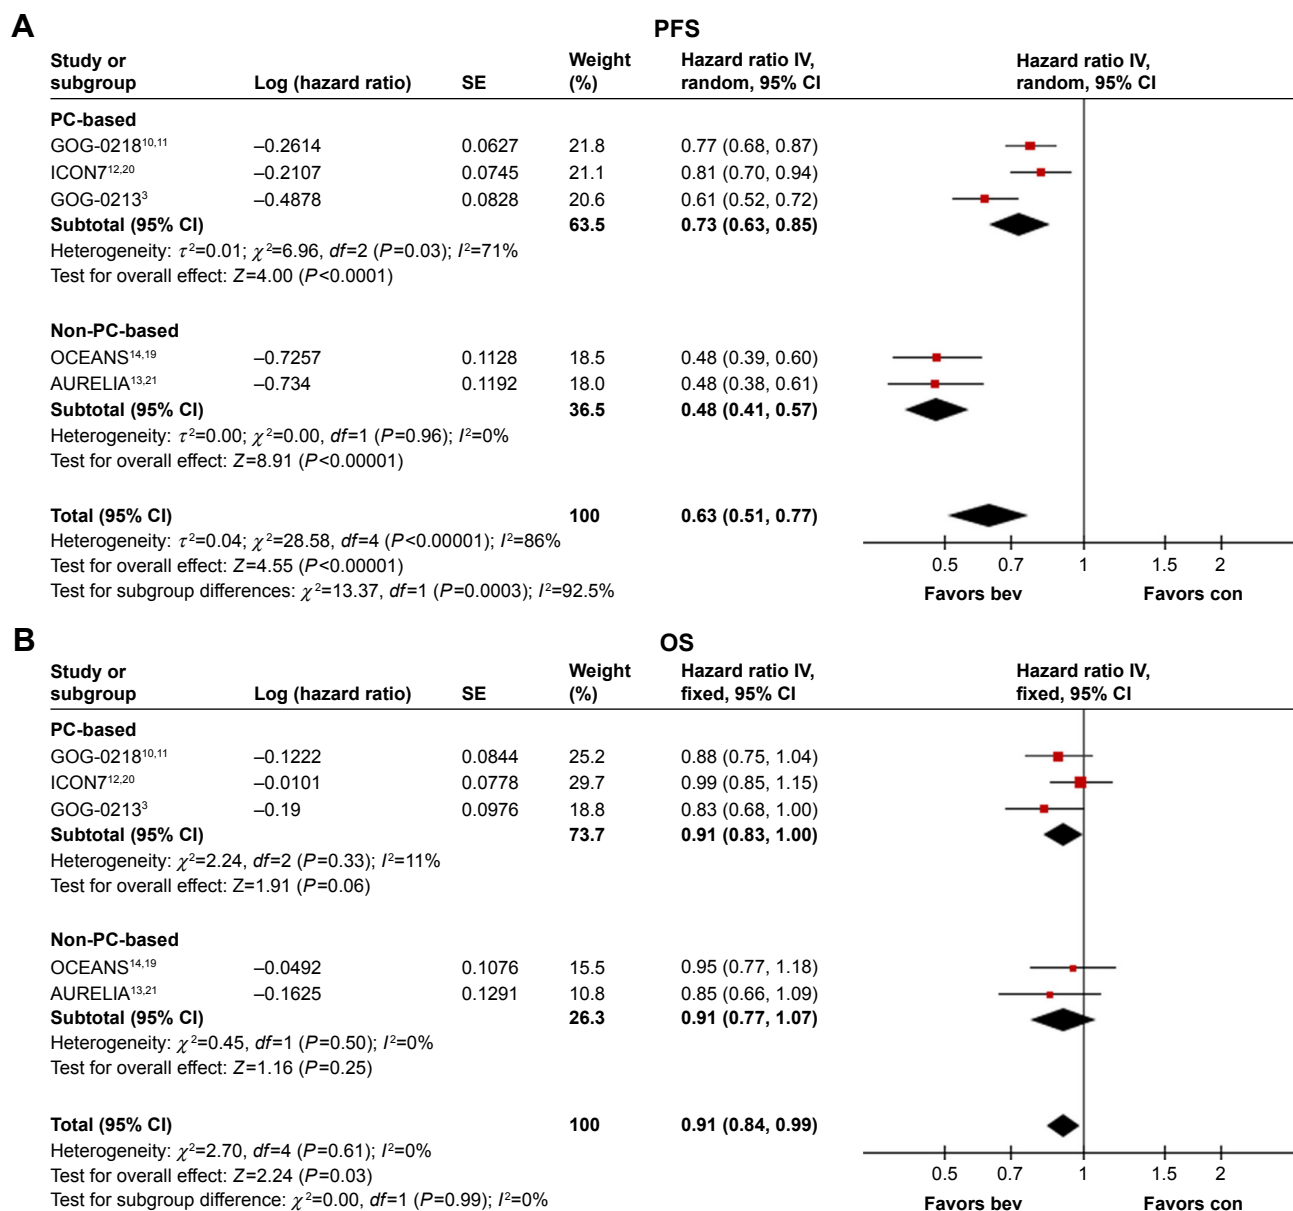 A
PFS
Study or subgroup Log (hazard ratio) SE Weight (%) Hazard ratio IV, random, 95% CI Hazard ratio IV, random, 95% CI
PC-based
GOG-0218¹⁰,¹¹ –0.2614 0.0627 21.8 0.77 (0.68, 0.87)
ICON7¹²,²⁰ –0.2107 0.0745 21.1 0.81 (0.70, 0.94)
GOG-0213³ –0.4878 0.0828 20.6 0.61 (0.52, 0.72)
Subtotal (95% CI) 63.5 0.73 (0.63, 0.85)
Heterogeneity: τ²=0.01; χ²=6.96, df=2 (P=0.03); I²=71%
Test for overall effect: Z=4.00 (P<0.0001)
Non-PC-based
OCEANS¹⁴,¹⁹ –0.7257 0.1128 18.5 0.48 (0.39, 0.60)
AURELIA¹³,²¹ –0.734 0.1192 18.0 0.48 (0.38, 0.61)
Subtotal (95% CI) 36.5 0.48 (0.41, 0.57)
Heterogeneity: τ²=0.00; χ²=0.00, df=1 (P=0.96); I²=0%
Test for overall effect: Z=8.91 (P<0.00001)
Total (95% CI) 100 0.63 (0.51, 0.77)
Heterogeneity: τ²=0.04; χ²=28.58, df=4 (P<0.00001); I²=86%
Test for overall effect: Z=4.55 (P<0.00001)
Test for subgroup differences: χ²=13.37, df=1 (P=0.0003); I²=92.5%
0.5 0.7 1 1.5 2
Favors bev Favors con
B
OS
Study or subgroup Log (hazard ratio) SE Weight (%) Hazard ratio IV, fixed, 95% CI Hazard ratio IV, fixed, 95% CI
PC-based
GOG-0218¹⁰,¹¹ –0.1222 0.0844 25.2 0.88 (0.75, 1.04)
ICON7¹²,²⁰ –0.0101 0.0778 29.7 0.99 (0.85, 1.15)
GOG-0213³ –0.19 0.0976 18.8 0.83 (0.68, 1.00)
Subtotal (95% CI) 73.7 0.91 (0.83, 1.00)
Heterogeneity: χ²=2.24, df=2 (P=0.33); I²=11%
Test for overall effect: Z=1.91 (P=0.06)
Non-PC-based
OCEANS¹⁴,¹⁹ –0.0492 0.1076 15.5 0.95 (0.77, 1.18)
AURELIA¹³,²¹ –0.1625 0.1291 10.8 0.85 (0.66, 1.09)
Subtotal (95% CI) 26.3 0.91 (0.77, 1.07)
Heterogeneity: χ²=0.45, df=1 (P=0.50); I²=0%
Test for overall effect: Z=1.16 (P=0.25)
Total (95% CI) 100 0.91 (0.84, 0.99)
Heterogeneity: χ²=2.70, df=4 (P=0.61); I²=0%
Test for overall effect: Z=2.24 (P=0.03)
Test for subgroup difference: χ²=0.00, df=1 (P=0.99); I²=0%
0.5 0.7 1 1.5 2
Favors bev Favors con